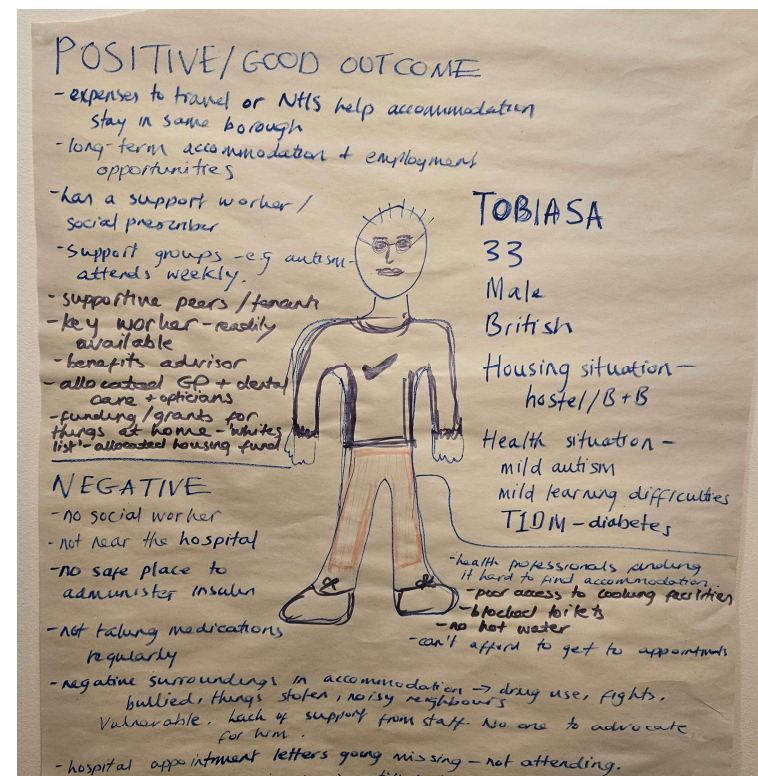 POSITIVE/GOOD OUTCOME
- expenses to travel or NHS help accommodation
stay in same borough
- long-term accommodation + employment
opportunities
- has a support worker/
social prescriber
- Support groups - e.g autism -
attends weekly.
- supportive peers/tenants
- key worker - readily
available
- benefits advisor
- allocated GP + dental
care + opticians
- funding/grants for
things at home - 'whites
list' - allocated housing fund
TOBIASA
33
Male
British
Housing situation -
hostel//B+B
Health situation -
mild autism
mild learning difficulties
T1DM - diabetes
NEGATIVE
- no social worker
- not near the hospital
- no safe place to
administer insulin
- not taking medications
regularly
- health professionals finding
it hard to find accommodation.
- poor access to cooking facilities
- blocked toilets
- no hot water
- can't afford to get to appointments
- negative surroundings in accommodation → drug use, fights,
bullied, things stolen, noisy neighbours
Vulnerable. Lack of support from staff. No one to advocate
for him.
- hospital appointment letters going missing - not attending.